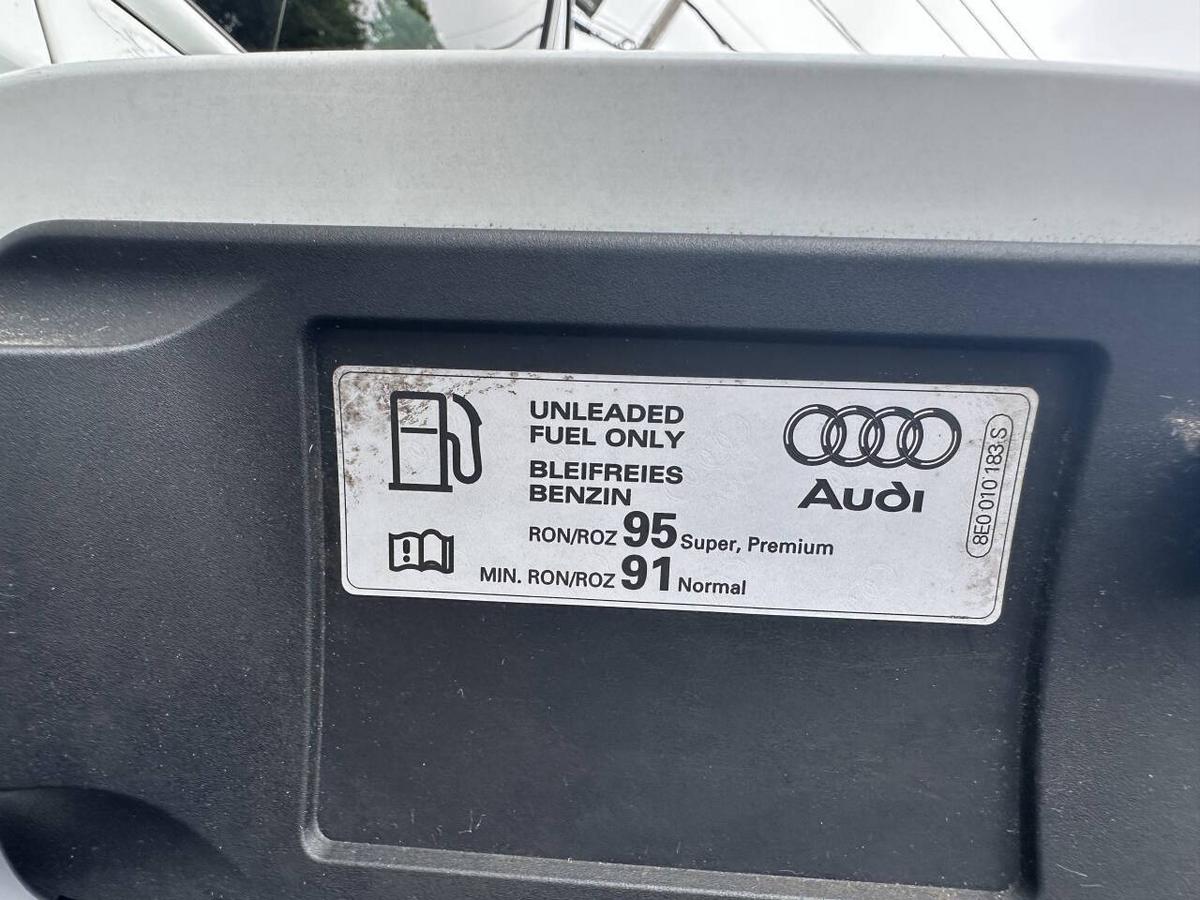 UNLEADED
FUEL ONLY
BLEIFREIES
BENZIN
RON/ROZ 95 Super, Premium
MIN. RON/ROZ 91 Normal
Audi
8E0 010 183 S